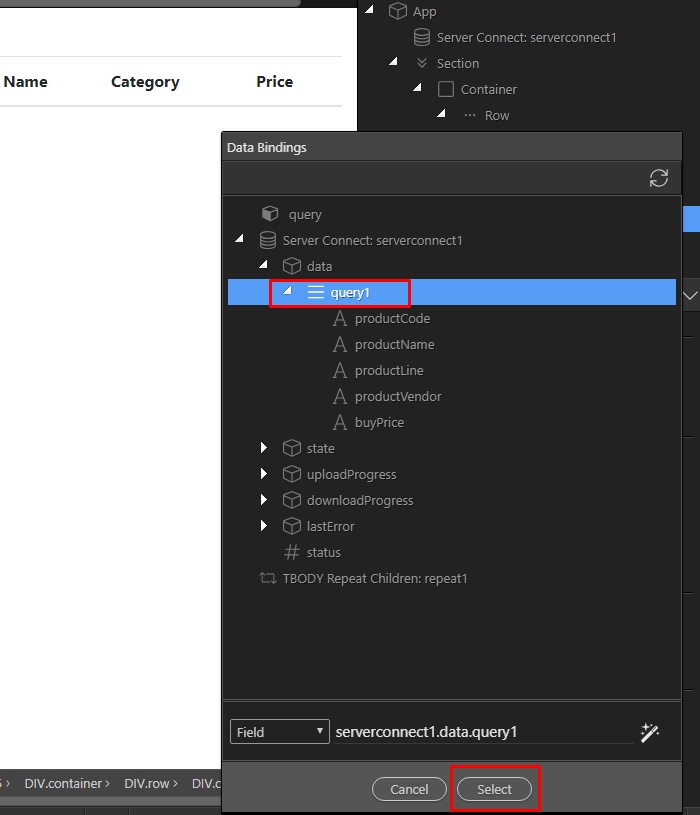 App
Server Connect: serverconnect1
Section
Container
Row
Name Category Price
Data Bindings
query
Server Connect: serverconnect1
data
query1
productCode
productName
productLine
productVendor
buyPrice
state
uploadProgress
downloadProgress
lastError
status
TBODY Repeat Children: repeat1
Field serverconnect1.data.query1
DIV.container › DIV.row › DIV.c
Cancel Select